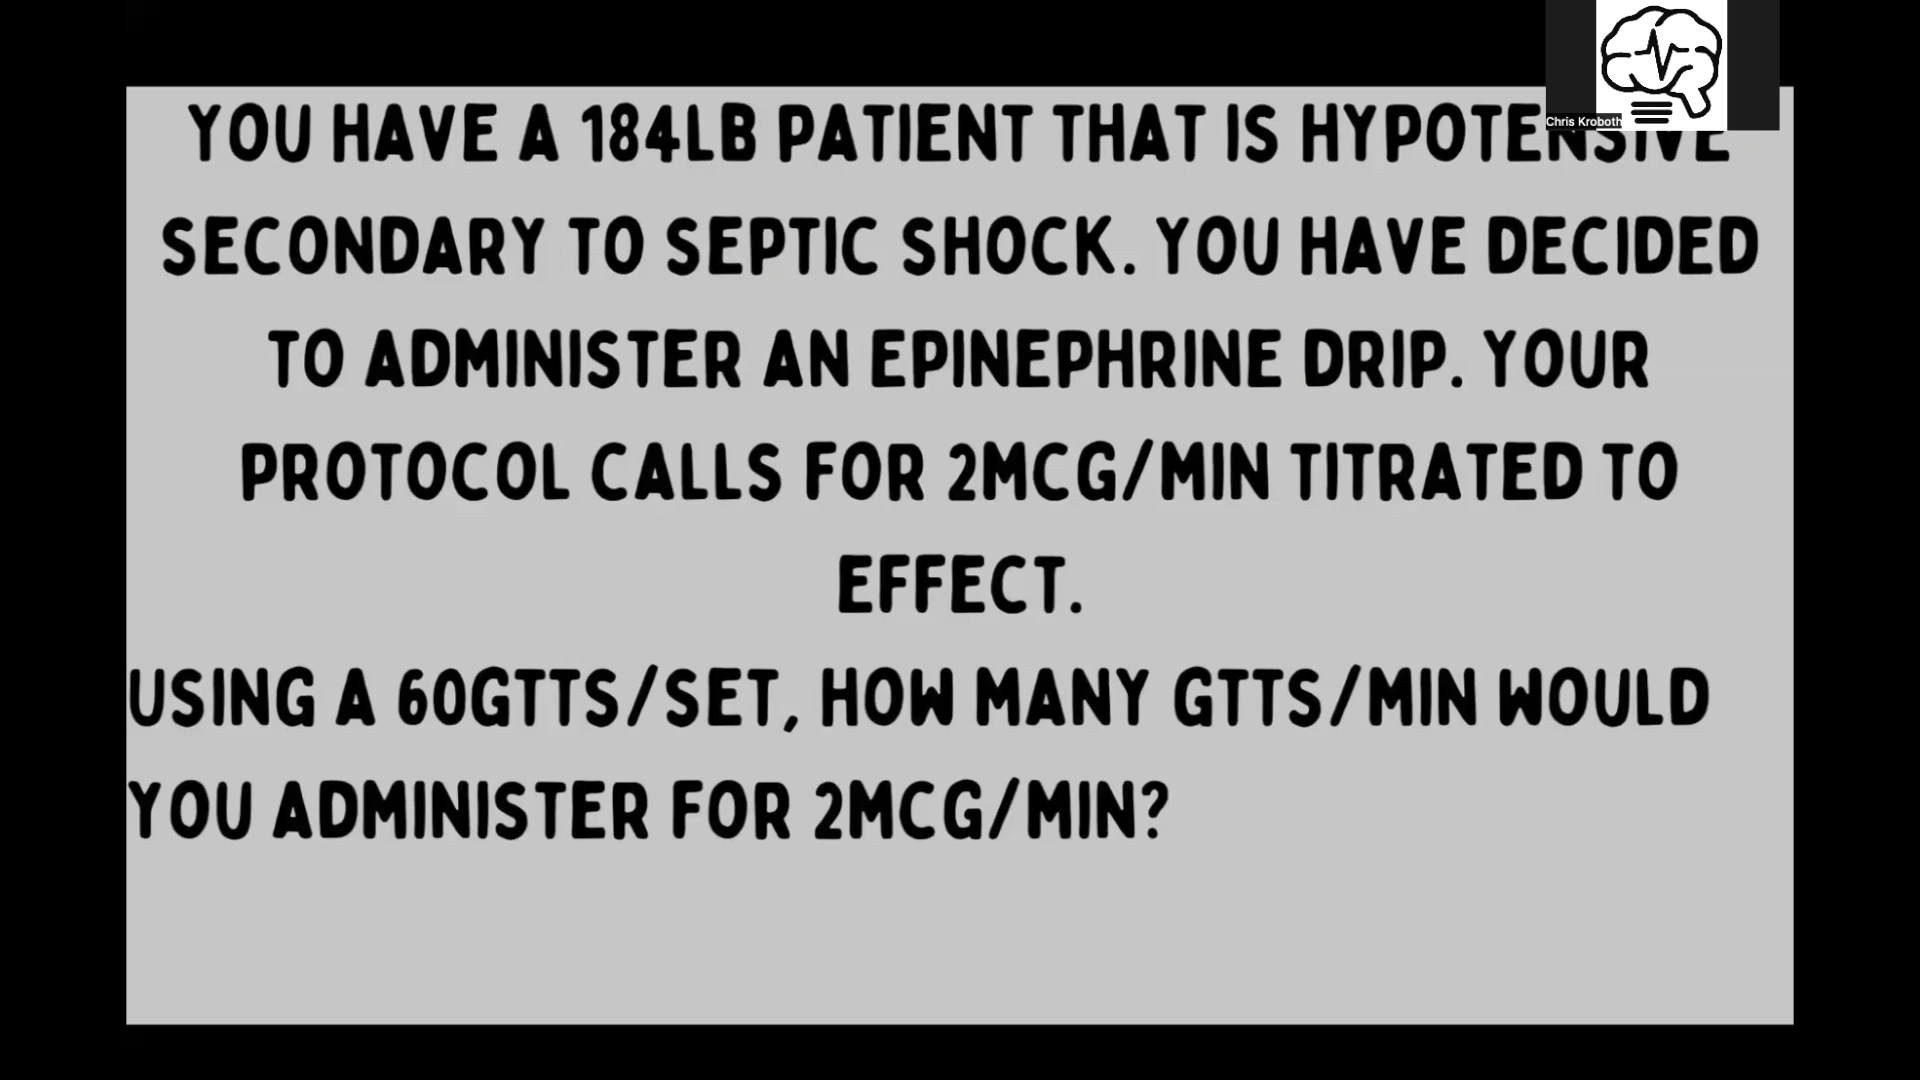 Chris Kroboth
YOU HAVE A 184LB PATIENT THAT IS HYPOTENSIVE
SECONDARY TO SEPTIC SHOCK. YOU HAVE DECIDED
TO ADMINISTER AN EPINEPHRINE DRIP. YOUR
PROTOCOL CALLS FOR 2MCG/MIN TITRATED TO
EFFECT.
USING A 60GTTS/SET, HOW MANY GTTS/MIN WOULD
YOU ADMINISTER FOR 2MCG/MIN?